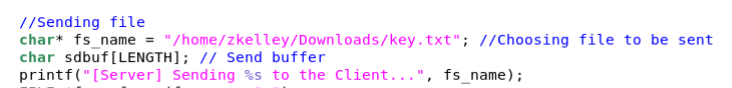 //Sending file
char* fs_name = "/home/zkelley/Downloads/key.txt"; //Choosing file to be sent
char sdbuf[LENGTH]; // Send buffer
printf("[Server] Sending %s to the Client...", fs_name);